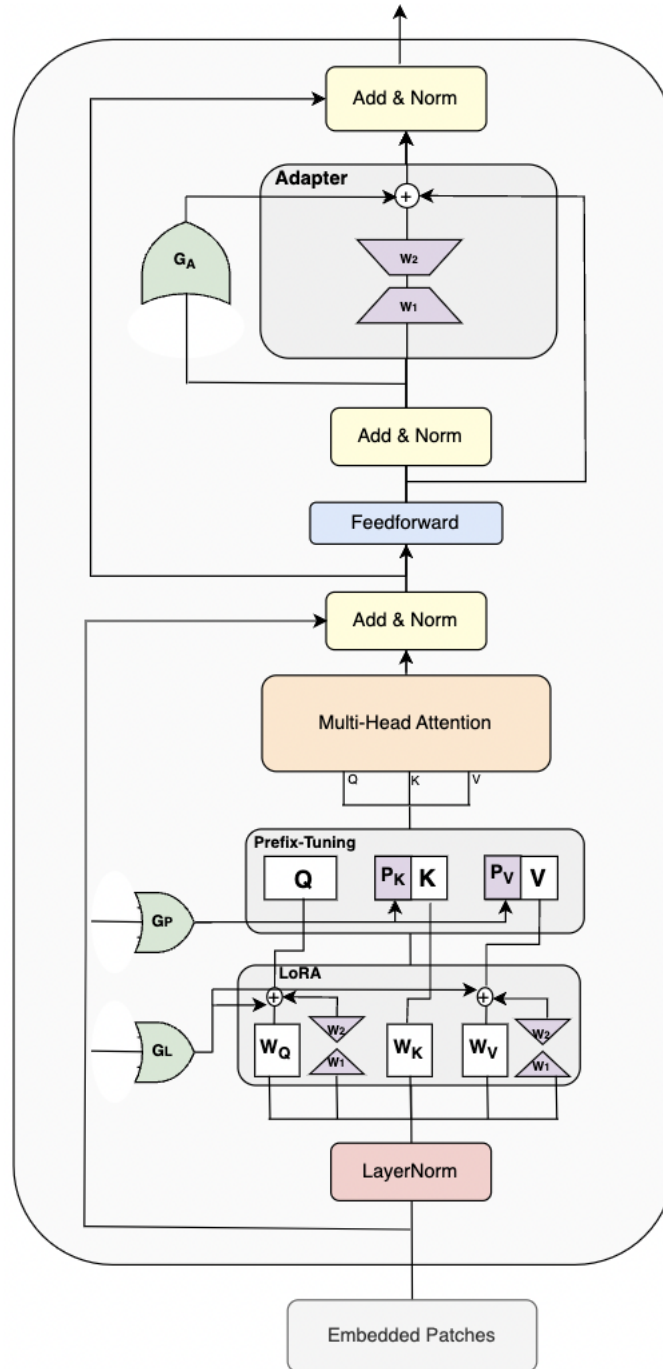 Add & Norm
Adapter
+
GA
W2
W1
Add & Norm
Feedforward
Add & Norm
Multi-Head Attention
Q K V
Prefix-Tuning
Q PK K PV V
GP
LoRA
+ +
GL
WQ W2 W1 WK WV W2 W1
LayerNorm
Embedded Patches